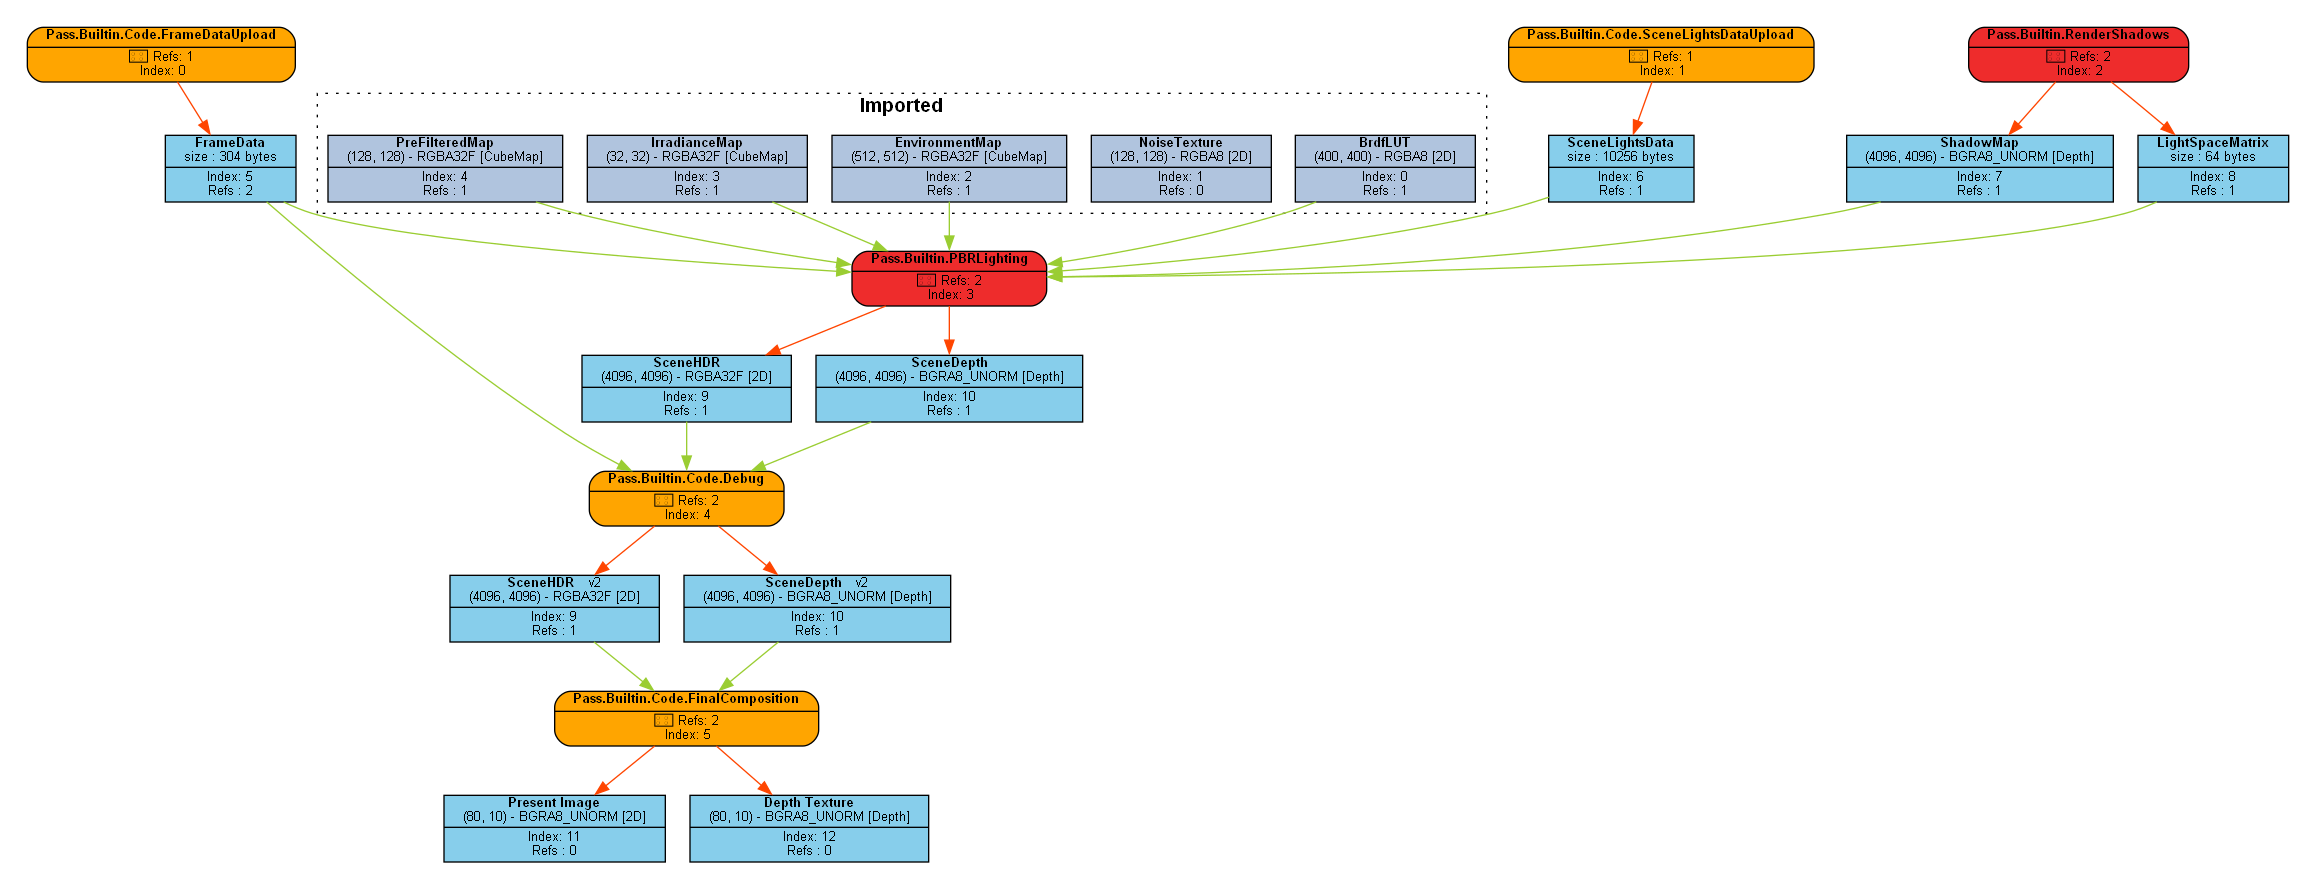 Pass.Builtin.Code.FrameDataUpload
Refs: 1
Index: 0
Pass.Builtin.Code.SceneLightsDataUpload
Refs: 1
Index: 1
Pass.Builtin.RenderShadows
Refs: 2
Index: 2
Imported
FrameData
size : 304 bytes
Index: 5
Refs : 2
PreFilteredMap
(128, 128) - RGBA32F [CubeMap]
Index: 4
Refs : 1
IrradianceMap
(32, 32) - RGBA32F [CubeMap]
Index: 3
Refs : 1
EnvironmentMap
(512, 512) - RGBA32F [CubeMap]
Index: 2
Refs : 1
NoiseTexture
(128, 128) - RGBA8 [2D]
Index: 1
Refs : 0
BrdfLUT
(400, 400) - RGBA8 [2D]
Index: 0
Refs : 1
SceneLightsData
size : 10256 bytes
Index: 6
Refs : 1
ShadowMap
(4096, 4096) - BGRA8_UNORM [Depth]
Index: 7
Refs : 1
LightSpaceMatrix
size : 64 bytes
Index: 8
Refs : 1
Pass.Builtin.PBRLighting
Refs: 2
Index: 3
SceneHDR
(4096, 4096) - RGBA32F [2D]
Index: 9
Refs : 1
SceneDepth
(4096, 4096) - BGRA8_UNORM [Depth]
Index: 10
Refs : 1
Pass.Builtin.Code.Debug
Refs: 2
Index: 4
SceneHDR v2
(4096, 4096) - RGBA32F [2D]
Index: 9
Refs : 1
SceneDepth v2
(4096, 4096) - BGRA8_UNORM [Depth]
Index: 10
Refs : 1
Pass.Builtin.Code.FinalComposition
Refs: 2
Index: 5
Present Image
(80, 10) - BGRA8_UNORM [2D]
Index: 11
Refs : 0
Depth Texture
(80, 10) - BGRA8_UNORM [Depth]
Index: 12
Refs : 0